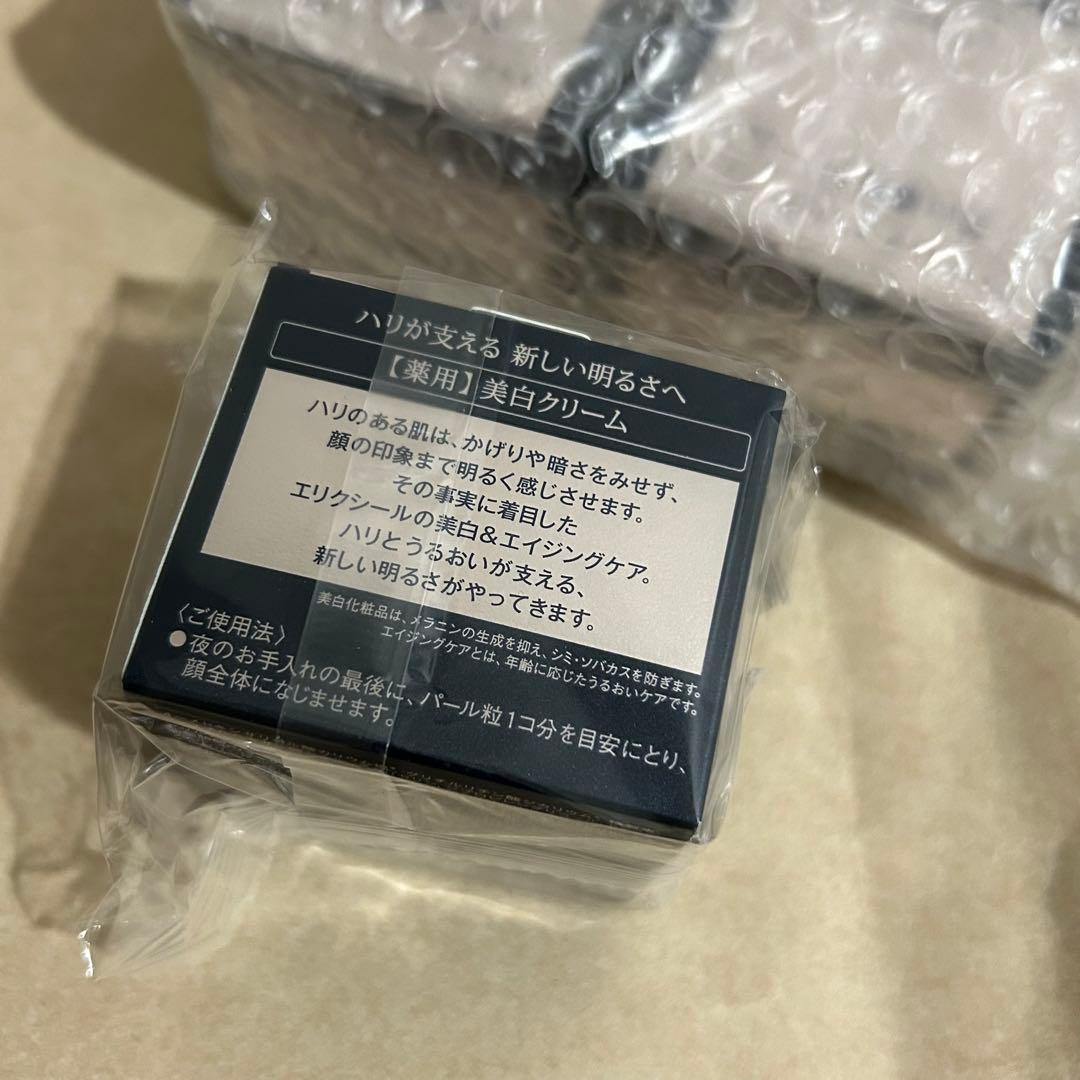 ハリが支える 新しい明るさへ
【薬用】美白クリーム
ハリのある肌は、かげりや暗さをみせず、
顔の印象まで明るく感じさせます。
その事実に着目した
エリクシールの美白&エイジングケア。
ハリとうるおいが支える、
新しい明るさがやってきます。
美白化粧品は、メラニンの生成を抑え、シミ・ソバカスを防ぎます。
エイジングケアとは、年齢に応じたうるおいケアです。
〈ご使用法〉
●夜のお手入れの最後に、パール粒1コ分を目安にとり、
顔全体になじませます。